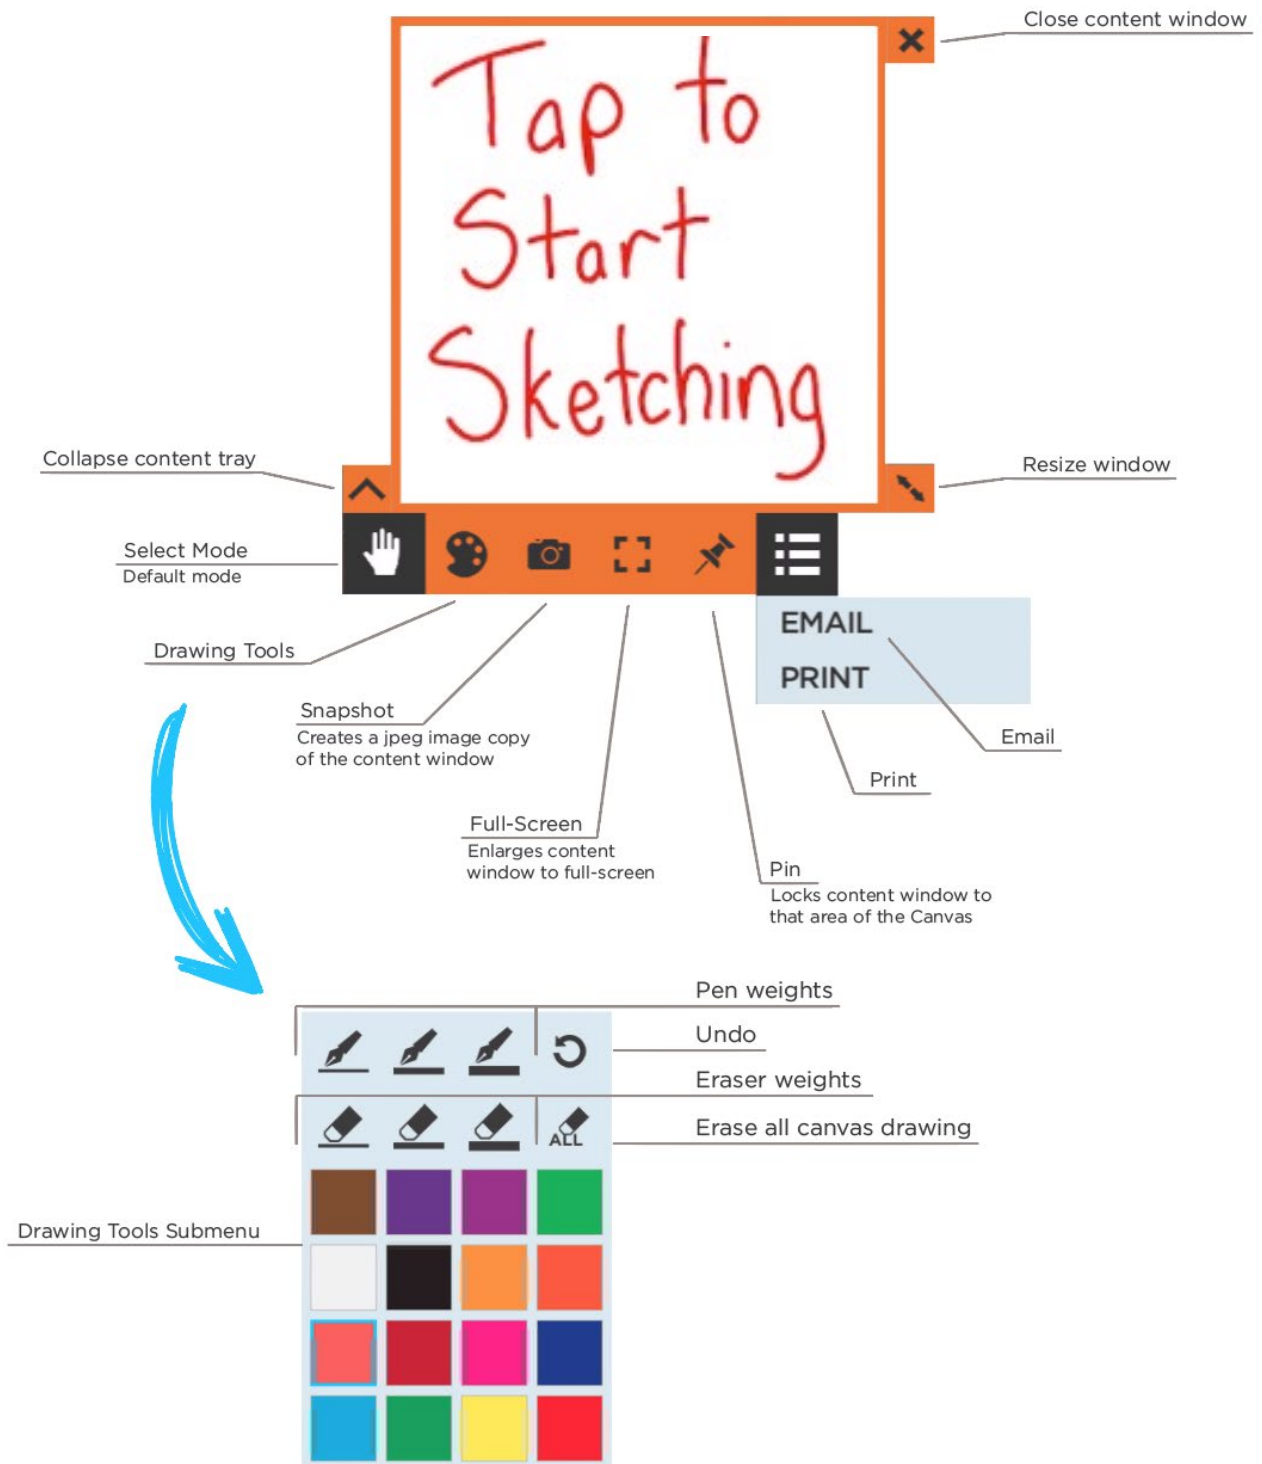 Close content window
Tap to
Start
Sketching
Collapse content tray
Resize window
Select Mode
Default mode
EMAIL
Drawing Tools
PRINT
Snapshot
Creates a jpeg image copy
of the content window
Email
Print
Full-Screen
Enlarges content
window to full-screen
Pin
Locks content window to
that area of the Canvas
Pen weights
Undo
Eraser weights
ALL
Erase all canvas drawing
Drawing Tools Submenu